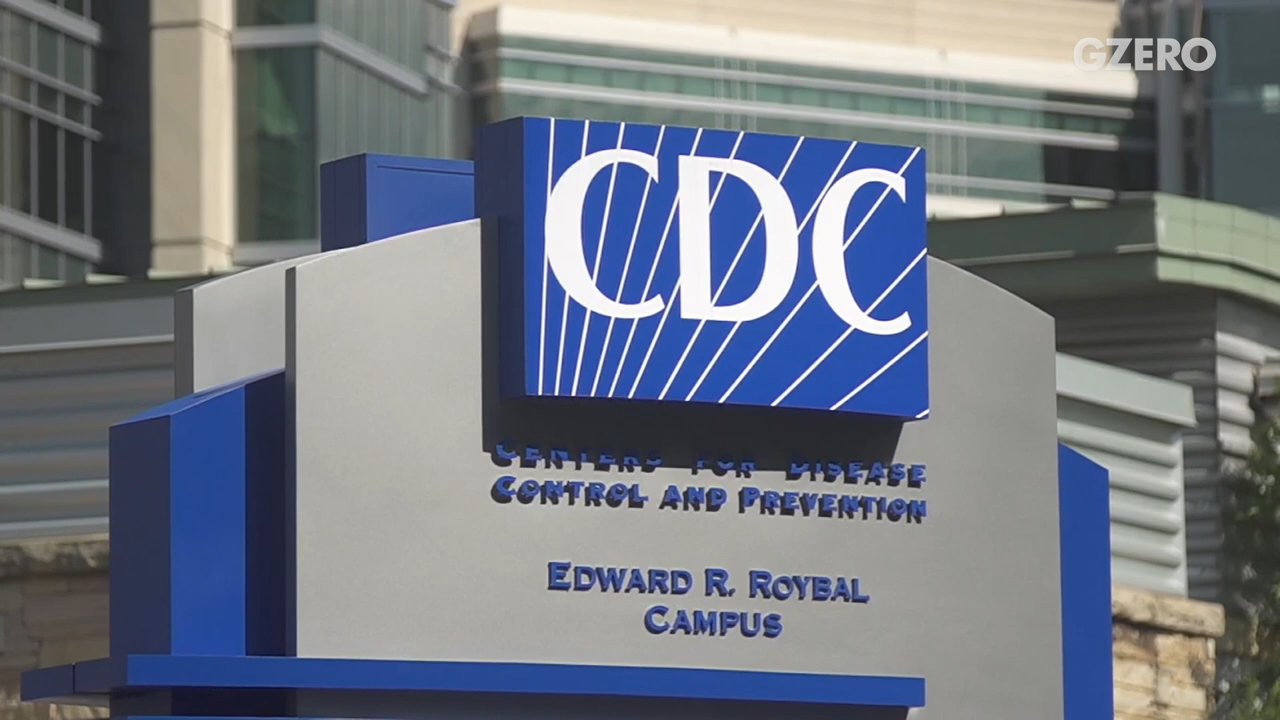 GZERO
CDC
CENTERS FOR DISEASE
CONTROL AND PREVENTION
EDWARD R. ROYBAL
CAMPUS